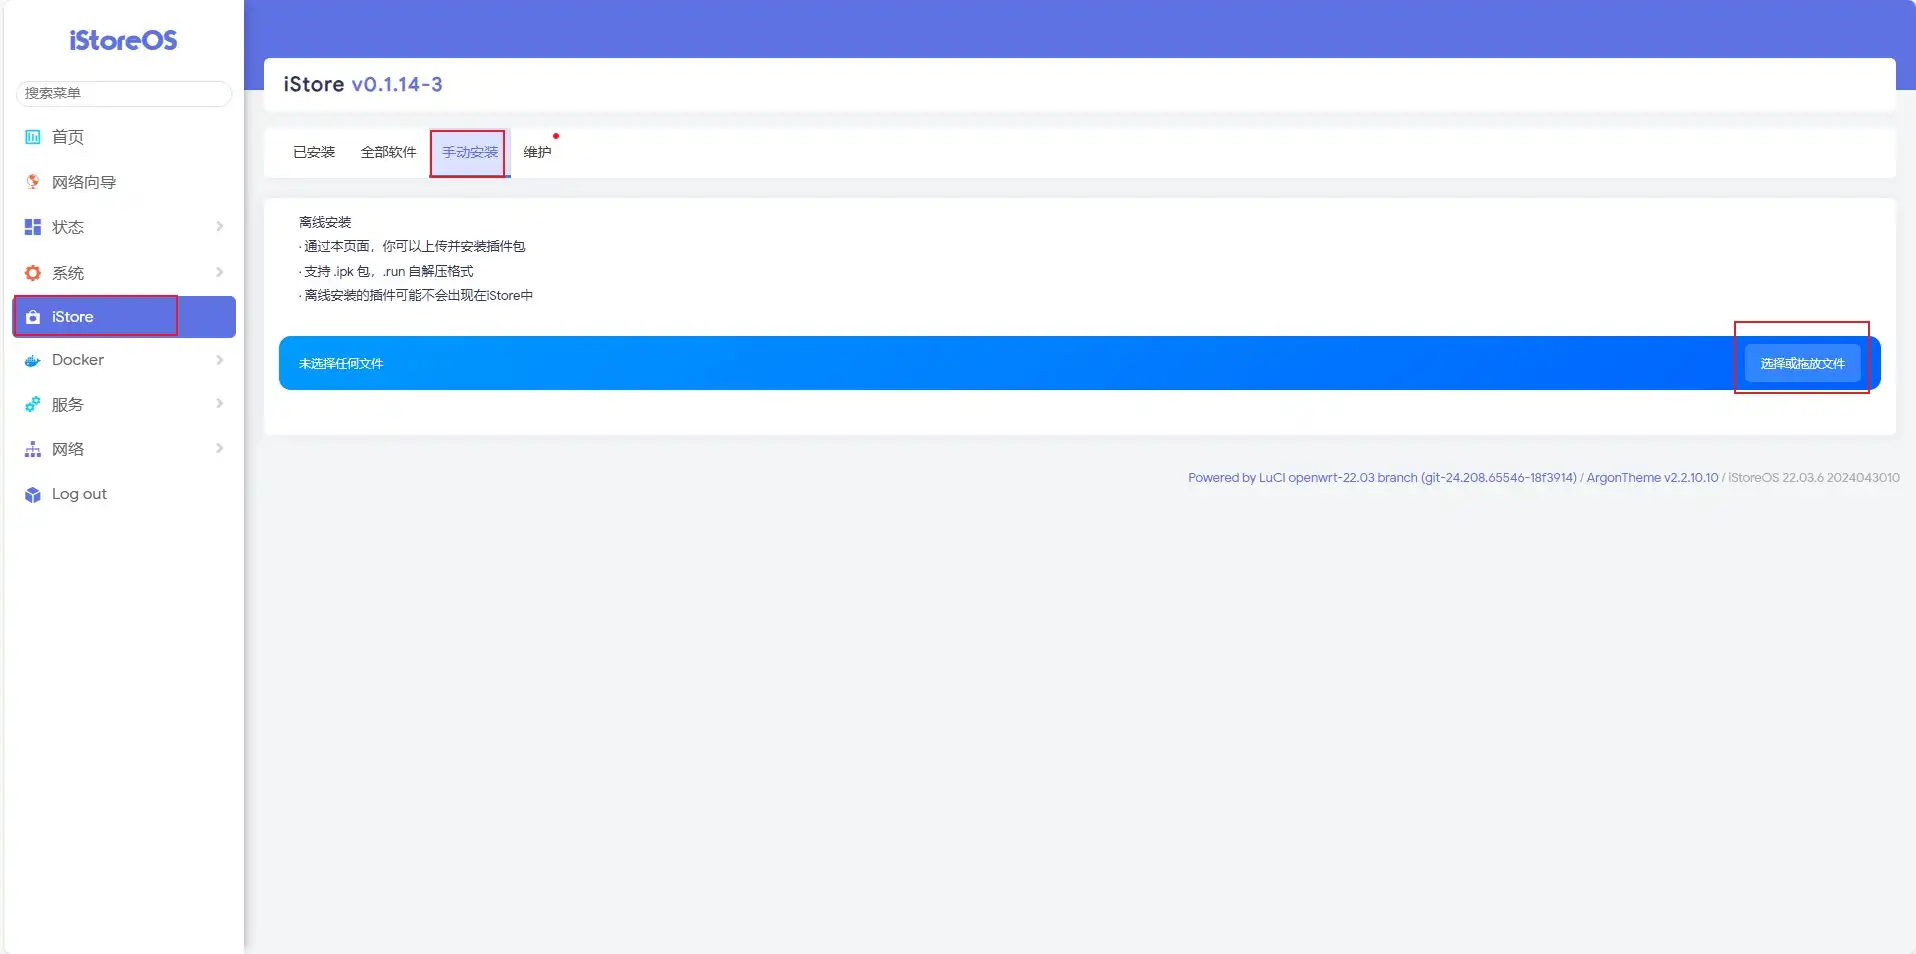 iStoreOS
搜索菜单
首页
网络向导
状态
系统
iStore
Docker
服务
网络
Log out
iStore v0.1.14-3
已安装 全部软件 手动安装 维护
离线安装
· 通过本页面，你可以上传并安装插件包
· 支持 .ipk 包，.run 自解压格式
· 离线安装的插件可能不会出现在iStore中
未选择任何文件 选择或拖放文件
Powered by LuCI openwrt-22.03 branch (git-24.208.65546-18f3914) / ArgonTheme v2.2.10.10 / iStoreOS 22.03.6 2024043010